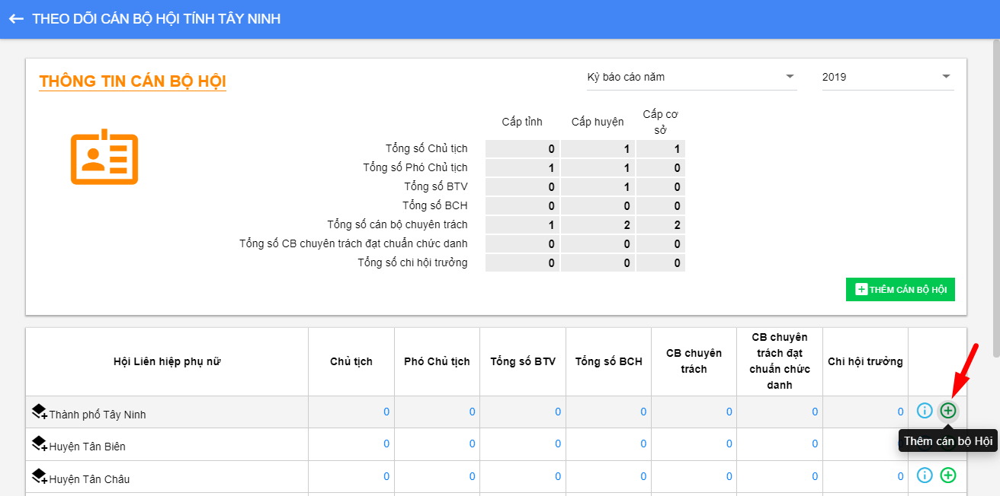 THEO DÕI CÁN BỘ HỘI TÍNH TÂY NINH
THÔNG TIN CÁN BỘ HỘI
Kỳ báo cáo năm
2019
Cấp tỉnh Cấp huyện Cấp cơ sở
Tổng số Chủ tịch 0 1 1
Tổng số Phó Chủ tịch 1 1 0
Tổng số BTV 0 1 0
Tổng số BCH 0 0 0
Tổng số cán bộ chuyên trách 1 2 2
Tổng số CB chuyên trách đạt chuẩn chức danh 0 0 0
Tổng số chi hội trưởng 0 0 0
THÊM CÁN BỘ HỘI
Hội Liên hiệp phụ nữ Chủ tịch Phó Chủ tịch Tổng số BTV Tổng số BCH CB chuyên trách CB chuyên trách đạt chuẩn chức danh Chi hội trưởng
Thành phố Tây Ninh 0 0 0 0 0 0 0
Thêm cán bộ Hội
Huyện Tân Biên 0 0 0 0 0 0
Huyện Tân Châu 0 0 0 0 0 0 0